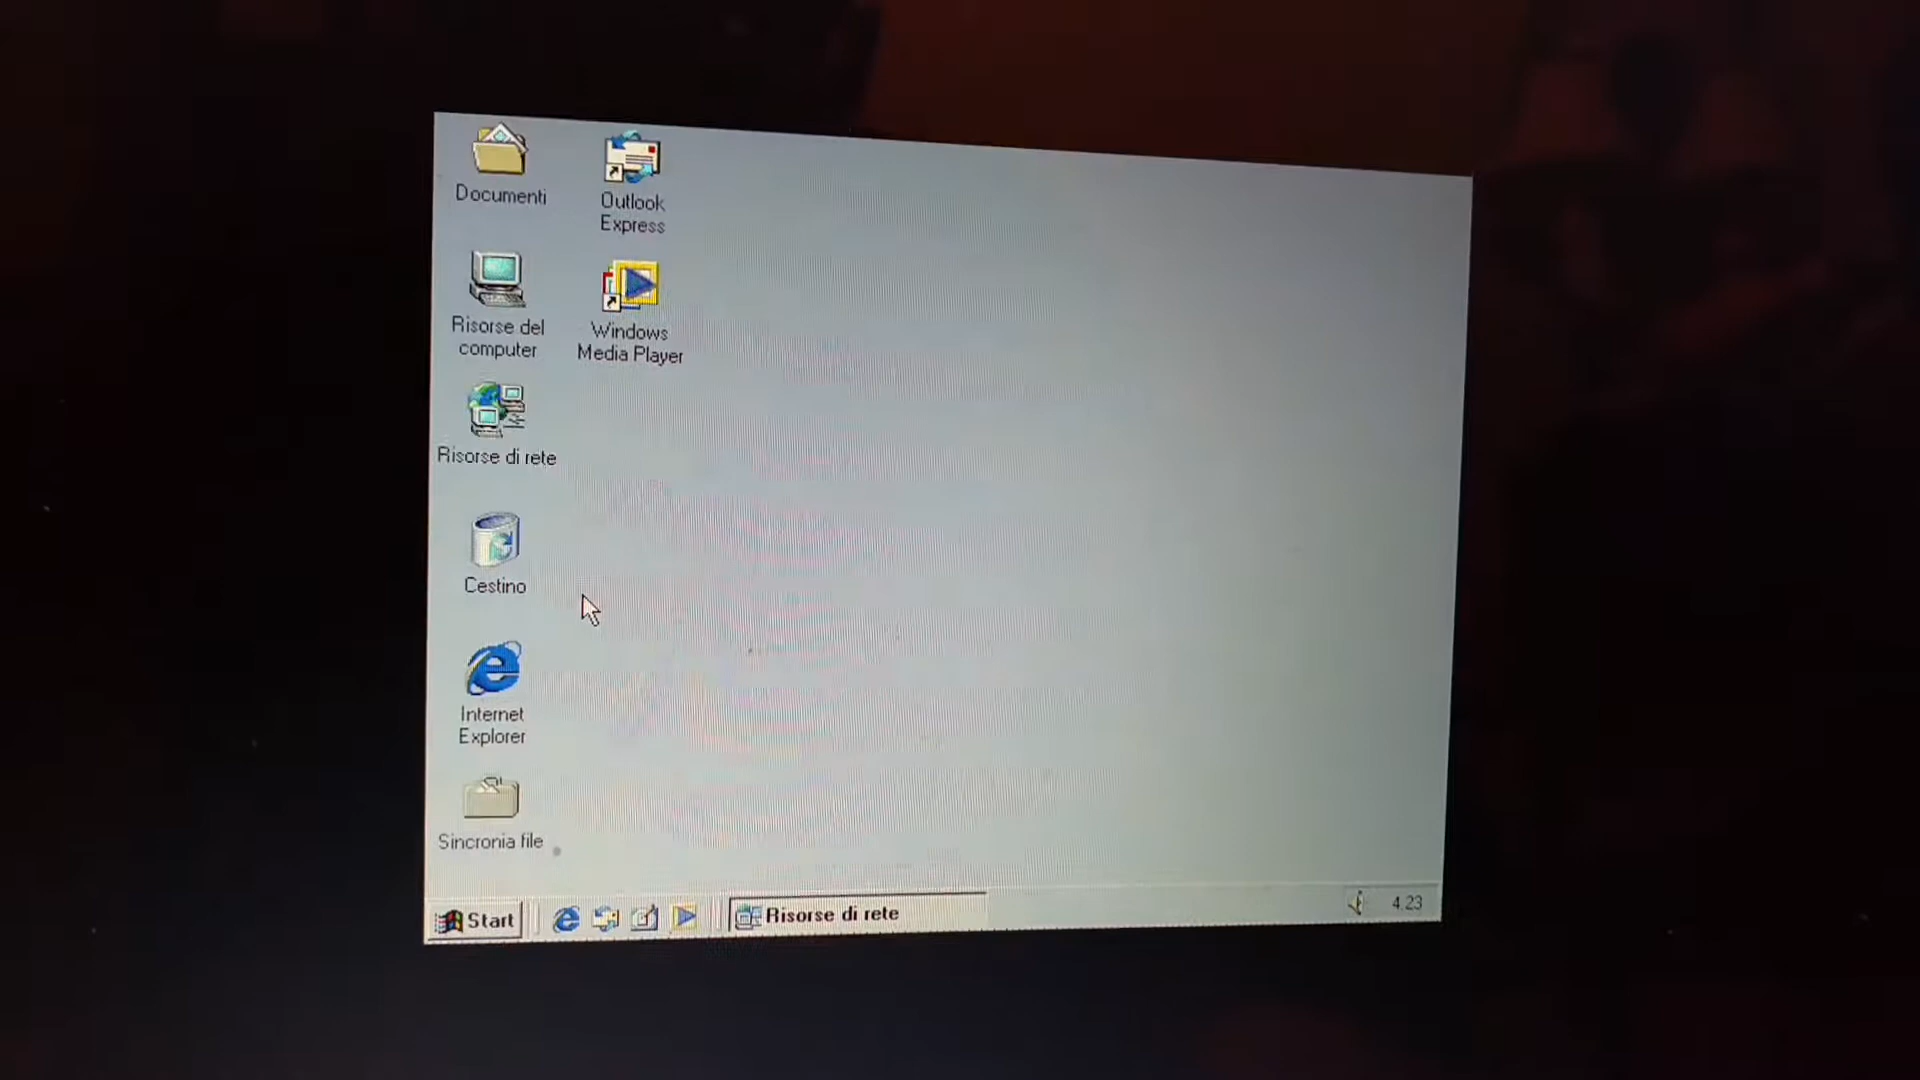 Documenti
Outlook
Express
Risorse del
computer
Windows
Media Player
Risorse di rete
Cestino
Internet
Explorer
Sincronia file
Start
Risorse di rete
4.23